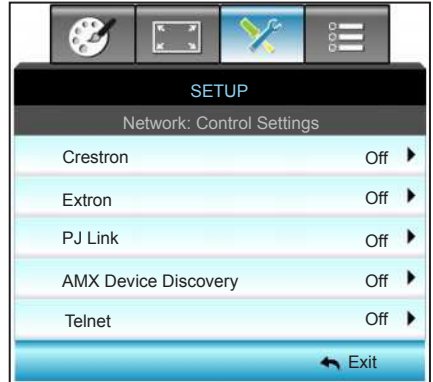 SETUP
Network: Control Settings
Crestron Off
Extron Off
PJ Link Off
AMX Device Discovery Off
Telnet Off
Exit